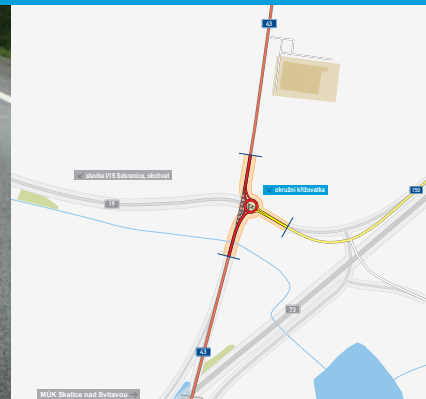 43
stavba I/19 Sebranice, obchvat
okružní křižovatka
150
19
73
43
MÚK Skalice nad Svitavou